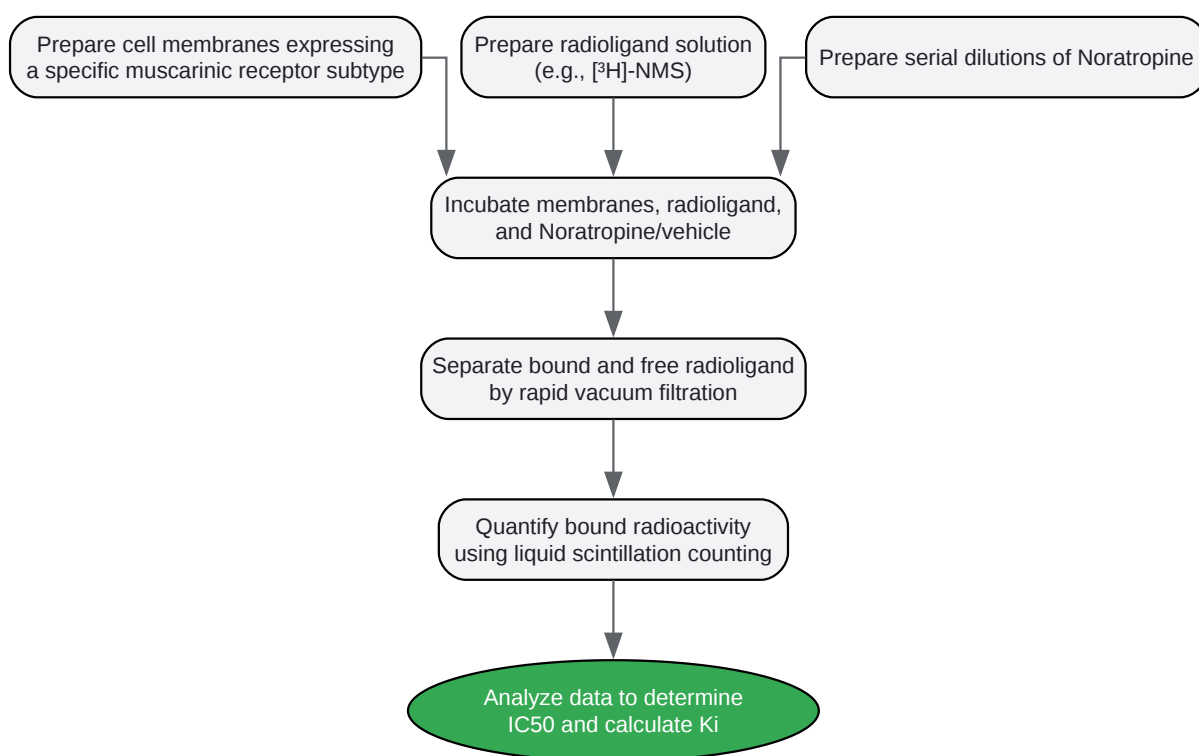 Prepare cell membranes expressing
a specific muscarinic receptor subtype
Prepare radioligand solution
(e.g., [³H]-NMS)
Prepare serial dilutions of Noratropine
Incubate membranes, radioligand,
and Noratropine/vehicle
Separate bound and free radioligand
by rapid vacuum filtration
Quantify bound radioactivity
using liquid scintillation counting
Analyze data to determine
IC50 and calculate Ki